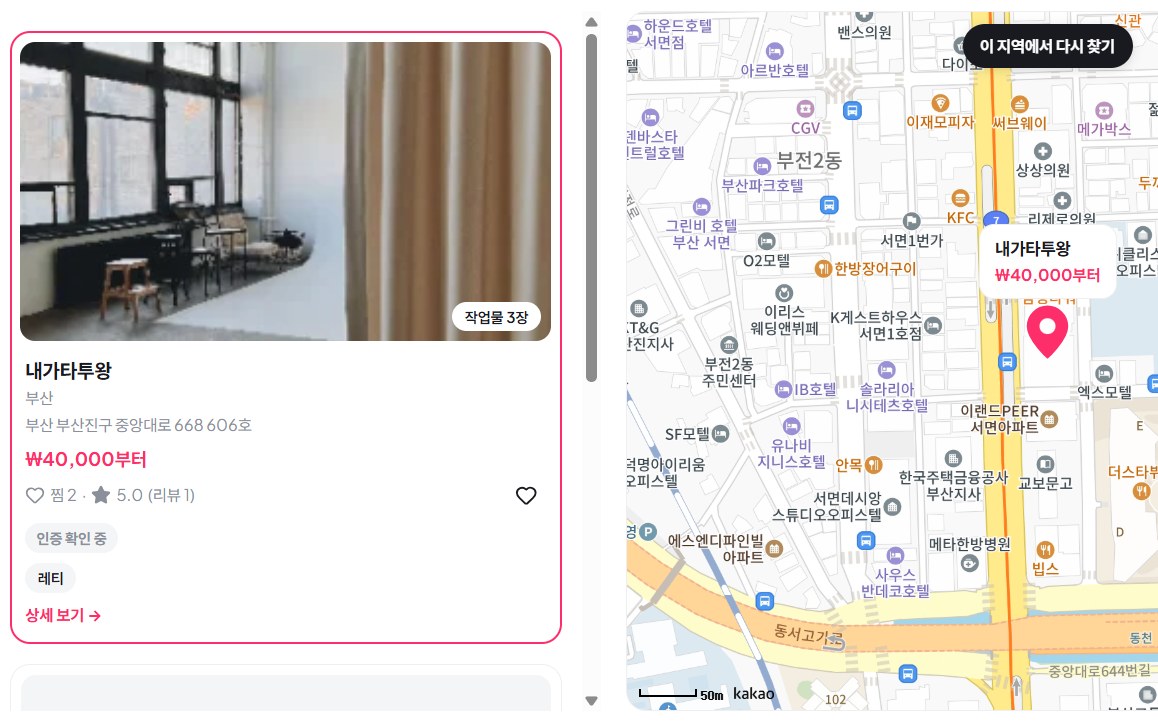 작업물 3장
내가타투왕
부산
부산 부산진구 중앙대로 668 606호
₩40,000부터
찜 2 · 5.0 (리뷰 1)
인증 확인 중
레티
상세 보기 →
이 지역에서 다시 찾기
신관
하운드호텔
서면점
밴스의원
아르반호텔
CGV
이재모피자
써브웨이
메가박스
부전2동
상상의원
부산파크호텔
KFC
7
리제로의원
그린비 호텔
부산 서면
서면1번가
O2모텔
한방장어구이
내가타투왕
₩40,000부터
이리스
웨딩앤뷔페
K게스트하우스
서면1호점
부전2동
주민센터
IB호텔
솔라리아
니시테츠호텔
엑스모텔
이랜드PEER
서면아파트
SF모텔
유나비
지니스호텔
안목
한국주택금융공사
부산지사
교보문고
E
서면데시앙
스튜디오오피스텔
P
에스엔디파인빌
아파트
메타한방병원
D
빕스
사우스
반데코호텔
동서고가로
동천
중앙대로644번길
102
50m kakao